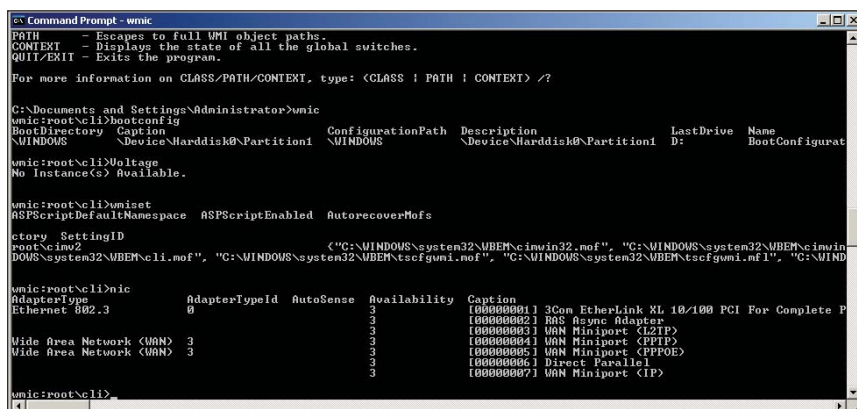 Command Prompt - wmic
PATH - Escapes to full WMI object paths.
CONTEXT - Displays the state of all the global switches.
QUIT/EXIT - Exits the program.
For more information on CLASS/PATH/CONTEXT, type: (CLASS | PATH | CONTEXT) /?
C:\Documents and Settings\Administrator>wmic
wmic:root\cli>bootconfig
BootDirectory Caption ConfigurationPath Description LastDrive Name
\WINDOWS \Device\Harddisk0\Partition1 \WINDOWS \Device\Harddisk0\Partition1 D: BootConfigurat
wmic:root\cli>Voltage
No Instance(s) Available.
wmic:root\cli>wmiset
ASPScriptDefaultNamespace ASPScriptEnabled AutorecoverMofs
ctory SettingID
root\cimv2 {"C:\WINDOWS\system32\WBEM\cimwin32.mof", "C:\WINDOWS\system32\WBEM\cimwin
DOWS\system32\WBEM\cli.mof", "C:\WINDOWS\system32\WBEM\tscfgwmi.mof", "C:\WINDOWS\system32\WBEM\tscfgwmi.mfl", "C:\WIND
wmic:root\cli>nic
AdapterType AdapterTypeId AutoSense Availability Caption
Ethernet 802.3 0 3 [00000001] 3Com EtherLink XL 10/100 PCI For Complete P
3 [00000002] RAS Async Adapter
3 [00000003] WAN Miniport (L2TP)
Wide Area Network (WAN) 3 3 [00000004] WAN Miniport (PPTP)
Wide Area Network (WAN) 3 3 [00000005] WAN Miniport (PPPOE)
3 [00000006] Direct Parallel
3 [00000007] WAN Miniport (IP)
wmic:root\cli>_